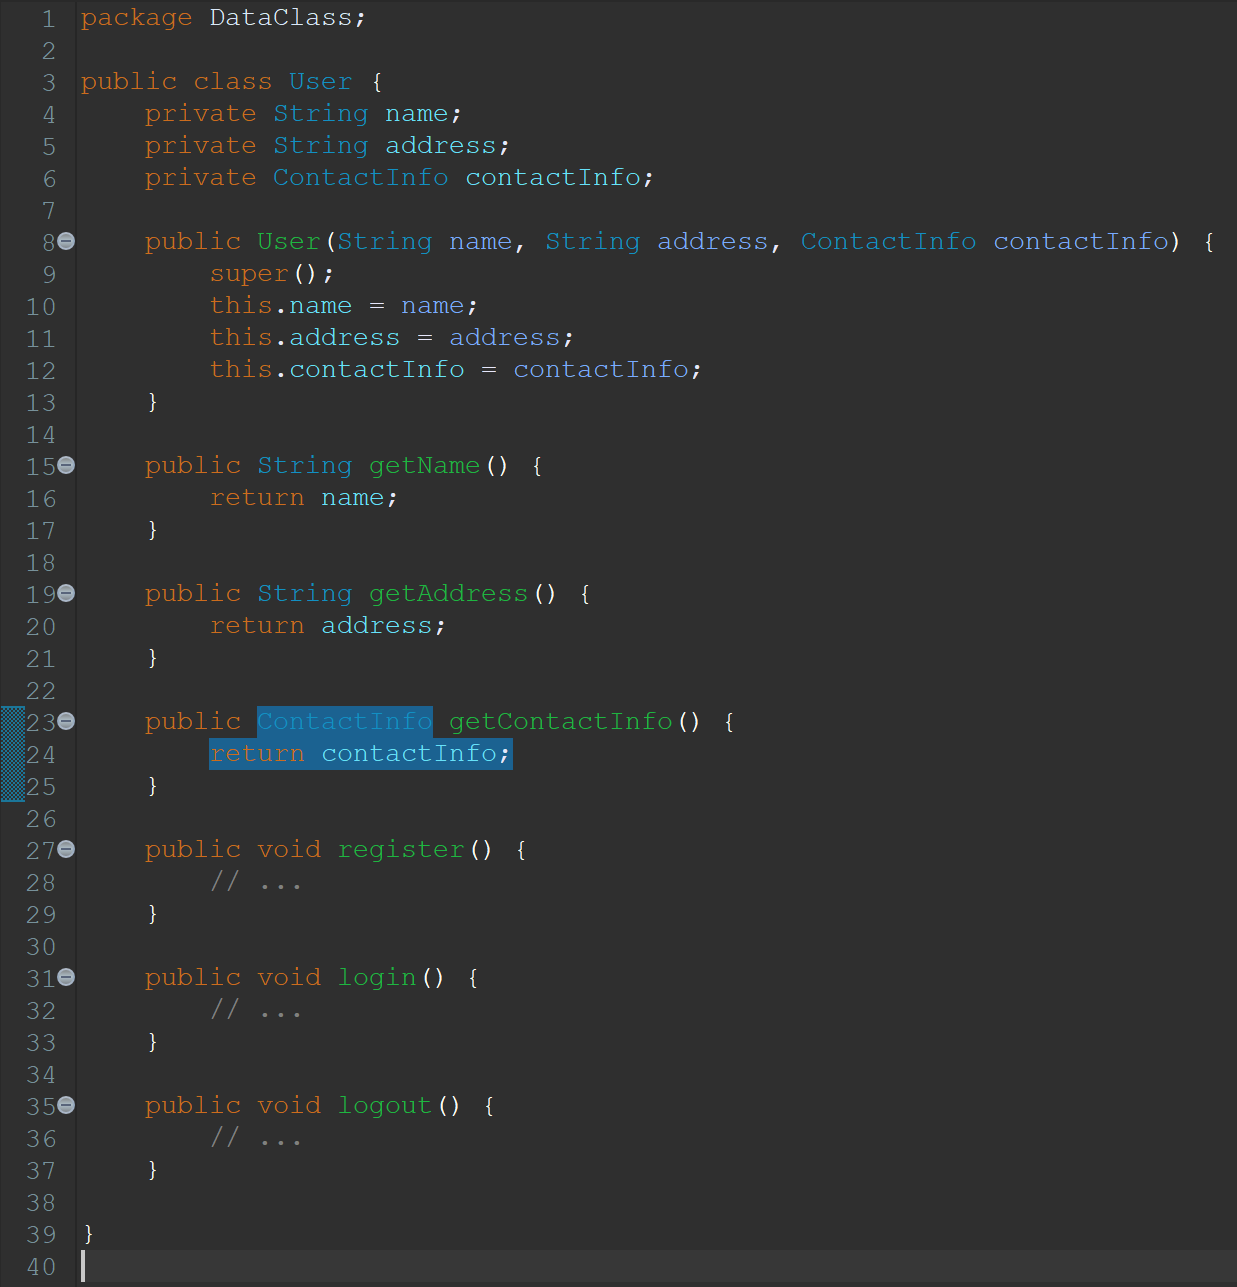 1 package DataClass;
2
3 public class User {
4     private String name;
5     private String address;
6     private ContactInfo contactInfo;
7
8     public User(String name, String address, ContactInfo contactInfo) {
9         super();
10         this.name = name;
11         this.address = address;
12         this.contactInfo = contactInfo;
13     }
14
15     public String getName() {
16         return name;
17     }
18
19     public String getAddress() {
20         return address;
21     }
22
23     public ContactInfo getContactInfo() {
24         return contactInfo;
25     }
26
27     public void register() {
28         // ...
29     }
30
31     public void login() {
32         // ...
33     }
34
35     public void logout() {
36         // ...
37     }
38
39 }
40